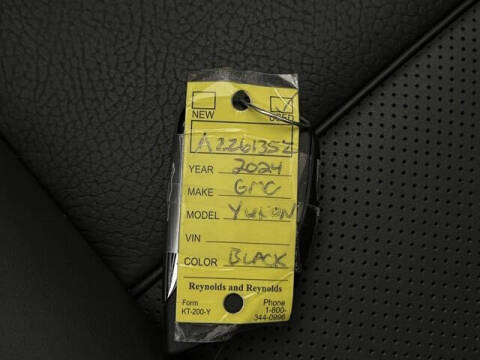 NEW USED
A226135Z
YEAR 2024
MAKE GMC
MODEL YUKON
VIN
COLOR BLACK
Reynolds and Reynolds
Form Phone
KT-200-Y 1-800-
344-0996